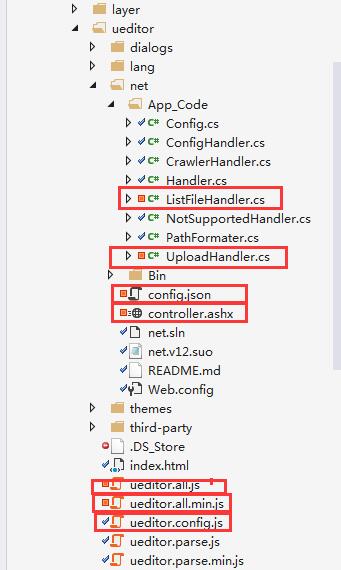 layer
ueditor
dialogs
lang
net
App_Code
Config.cs
ConfigHandler.cs
CrawlerHandler.cs
Handler.cs
ListFileHandler.cs
NotSupportedHandler.cs
PathFormater.cs
UploadHandler.cs
Bin
config.json
controller.ashx
net.sln
net.v12.suo
README.md
Web.config
themes
third-party
.DS_Store
index.html
ueditor.all.js
ueditor.all.min.js
ueditor.config.js
ueditor.parse.js
ueditor.parse.min.js